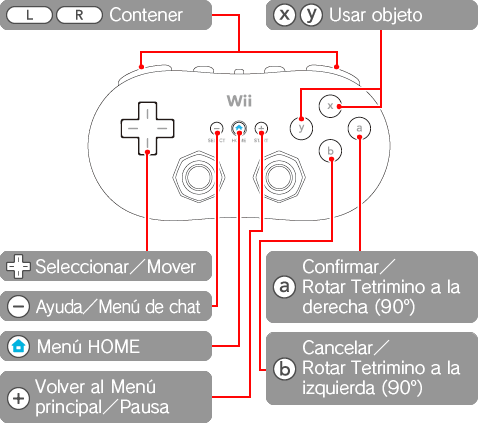 L R Contener
x y Usar objeto
Wii
x
y
a
b
−
+
SELECT HOME START
Seleccionar／Mover
− Ayuda／Menú de chat
Menú HOME
+ Volver al Menú
principal／Pausa
a Confirmar／
Rotar Tetrimino a la
derecha (90º)
b Cancelar／
Rotar Tetrimino a la
izquierda (90º)